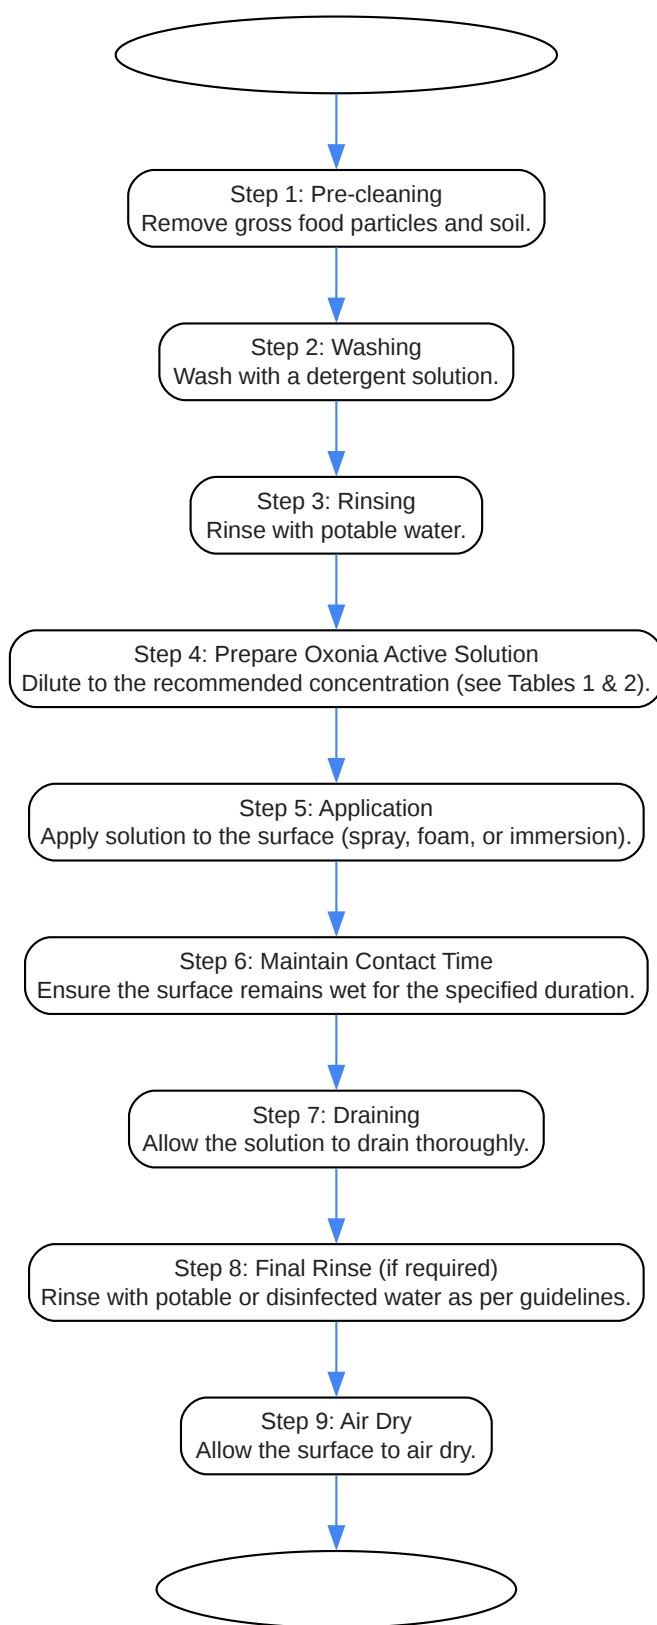 Step 1: Pre-cleaning
Remove gross food particles and soil.
Step 2: Washing
Wash with a detergent solution.
Step 3: Rinsing
Rinse with potable water.
Step 4: Prepare Oxonia Active Solution
Dilute to the recommended concentration (see Tables 1 & 2).
Step 5: Application
Apply solution to the surface (spray, foam, or immersion).
Step 6: Maintain Contact Time
Ensure the surface remains wet for the specified duration.
Step 7: Draining
Allow the solution to drain thoroughly.
Step 8: Final Rinse (if required)
Rinse with potable or disinfected water as per guidelines.
Step 9: Air Dry
Allow the surface to air dry.